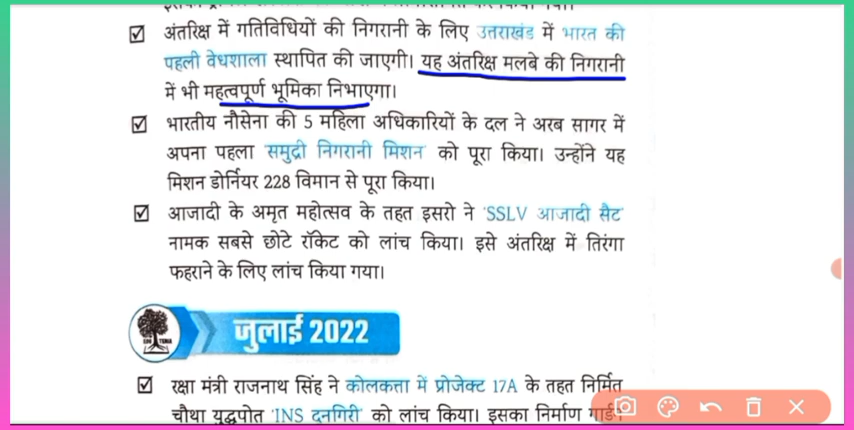 अंतरिक्ष में गतिविधियों की निगरानी के लिए उत्तराखंड में भारत की
पहली वेधशाला स्थापित की जाएगी। यह अंतरिक्ष मलबे की निगरानी
में भी महत्वपूर्ण भूमिका निभाएगा।
भारतीय नौसेना की 5 महिला अधिकारियों के दल ने अरब सागर में
अपना पहला समुद्री निगरानी मिशन को पूरा किया। उन्होंने यह
मिशन डोर्नियर 228 विमान से पूरा किया।
आजादी के अमृत महोत्सव के तहत इसरो ने 'SSLV आजादी सैट'
नामक सबसे छोटे रॉकेट को लांच किया। इसे अंतरिक्ष में तिरंगा
फहराने के लिए लांच किया गया।
जुलाई 2022
रक्षा मंत्री राजनाथ सिंह ने कोलकत्ता में प्रोजेक्ट 17A के तहत निर्मित
चौथा युद्धपोत 'INS दूनागिरी' को लांच किया। इसका निर्माण